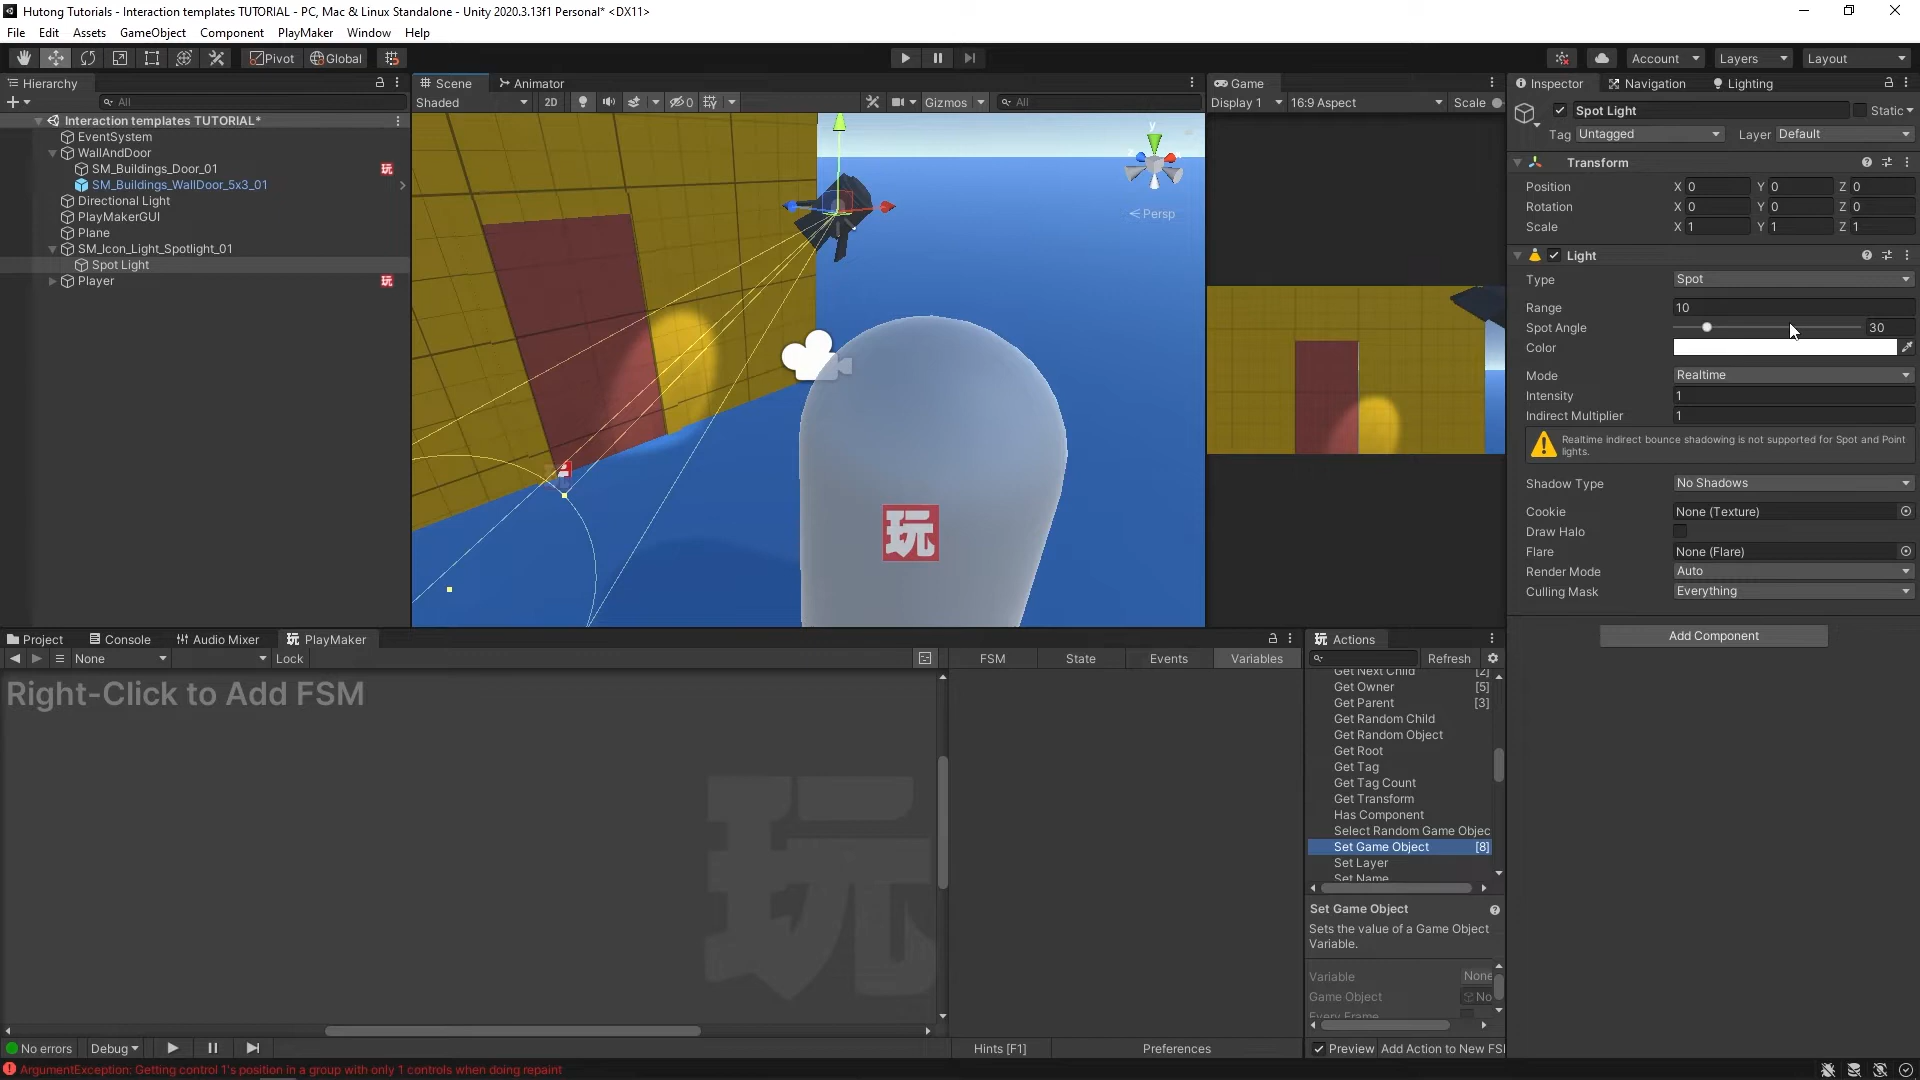 Hutong Tutorials - Interaction templates TUTORIAL - PC, Mac & Linux Standalone - Unity 2020.3.13f1 Personal* <DX11>
File Edit Assets GameObject Component PlayMaker Window Help
Pivot Global Account Layers Layout
Hierarchy Scene Animator Game Inspector Navigation Lighting
All Shaded 2D 0 Gizmos All Display 1 16:9 Aspect Scale
Spot Light Static
Tag Untagged Layer Default
Interaction templates TUTORIAL*
EventSystem
WallAndDoor
SM_Buildings_Door_01 玩
SM_Buildings_WallDoor_5x3_01
Directional Light
PlayMakerGUI
Plane
SM_Icon_Light_Spotlight_01
Spot Light
Player 玩
y
Persp
玩
Transform
Position X 0 Y 0 Z 0
Rotation X 0 Y 0 Z 0
Scale X 1 Y 1 Z 1
Light
Type Spot
Range 10
Spot Angle 30
Color
Mode Realtime
Intensity 1
Indirect Multiplier 1
Realtime indirect bounce shadowing is not supported for Spot and Point
lights.
Shadow Type No Shadows
Cookie None (Texture)
Draw Halo
Flare None (Flare)
Render Mode Auto
Culling Mask Everything
Add Component
Project Console Audio Mixer 玩 PlayMaker
None Lock FSM State Events Variables
Right-Click to Add FSM
玩
玩 Actions
Refresh
Get Next Child [2]
Get Owner [5]
Get Parent [3]
Get Random Child
Get Random Object
Get Root
Get Tag
Get Tag Count
Get Transform
Has Component
Select Random Game Objec
Set Game Object [8]
Set Layer
Set Name
Set Game Object
Sets the value of a Game Object
Variable.
Variable None
Game Object No
Every Frame
No errors Debug Hints [F1] Preferences Preview Add Action to New FSI
ArgumentException: Getting control 1's position in a group with only 1 controls when doing repaint